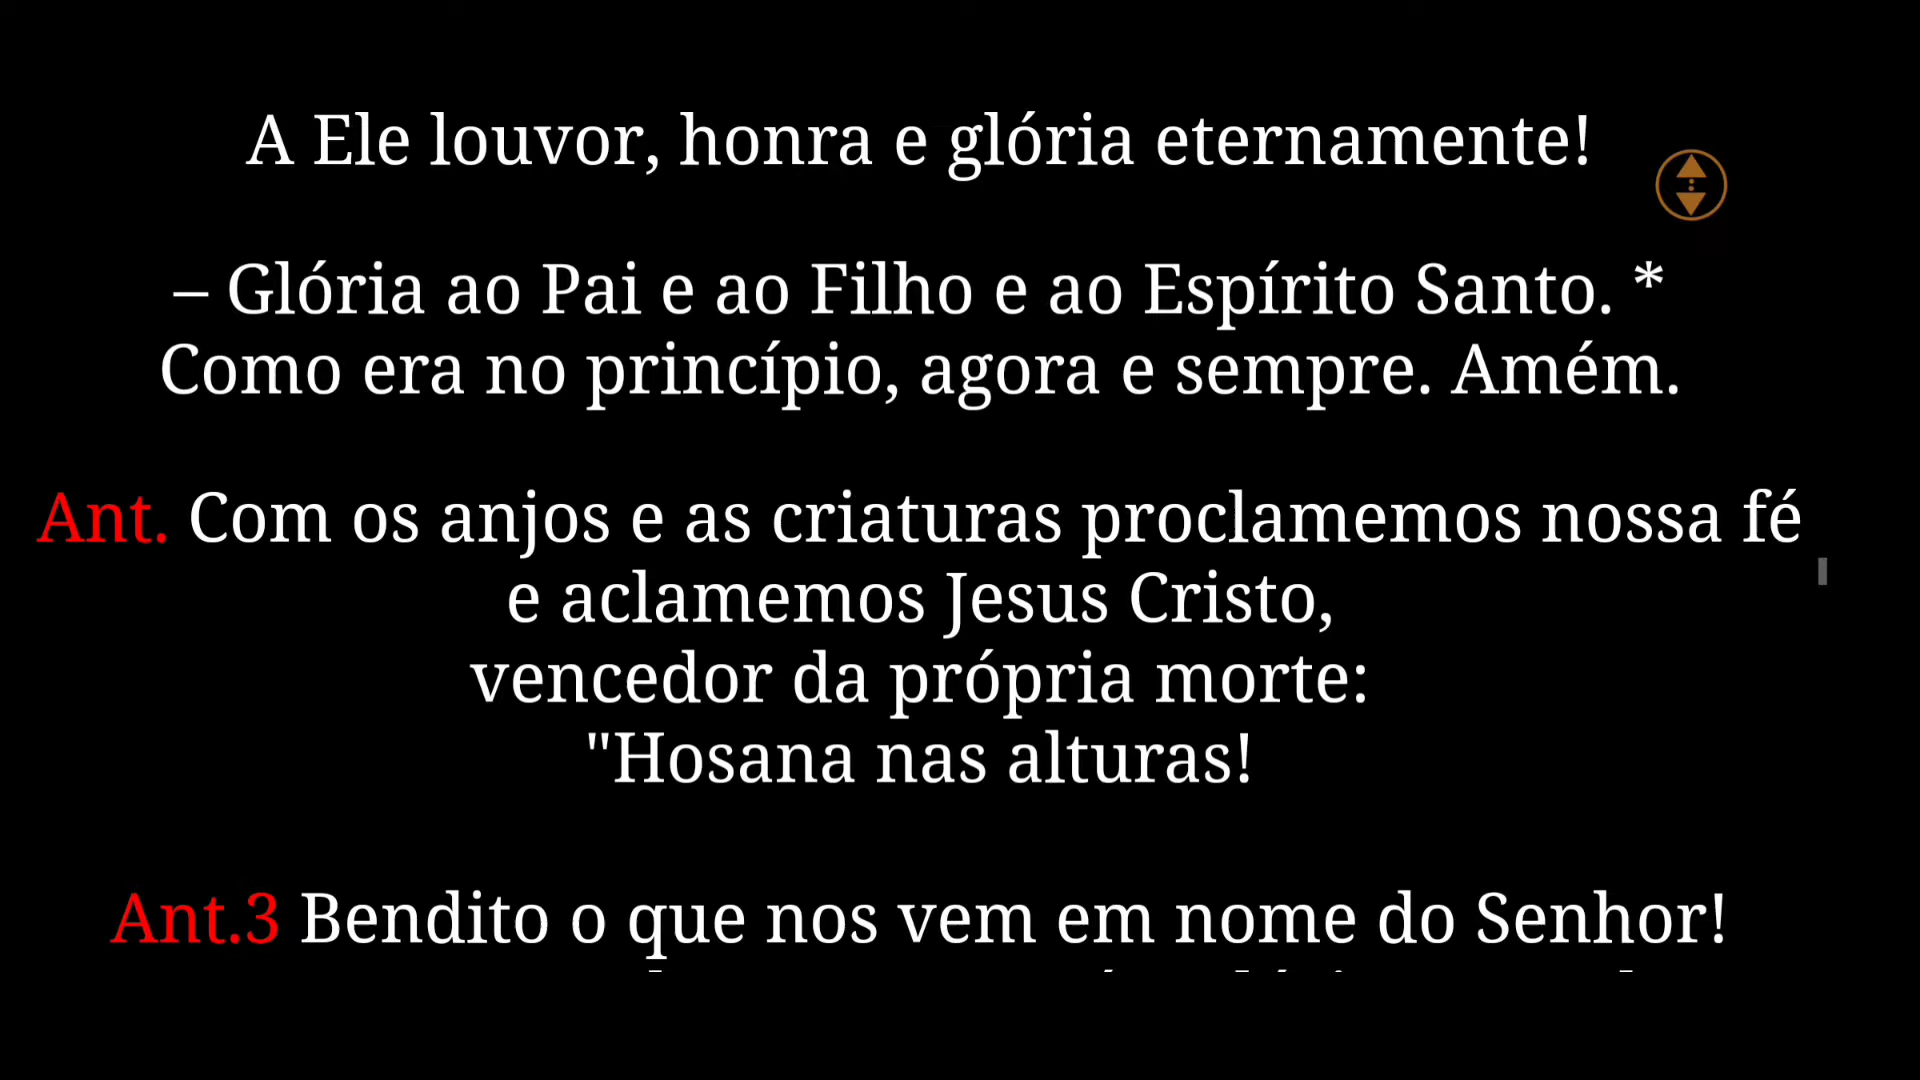 A Ele louvor, honra e glória eternamente!
– Glória ao Pai e ao Filho e ao Espírito Santo. *
Como era no princípio, agora e sempre. Amém.
Ant. Com os anjos e as criaturas proclamemos nossa fé
e aclamemos Jesus Cristo,
vencedor da própria morte:
"Hosana nas alturas!
Ant.3 Bendito o que nos vem em nome do Senhor!